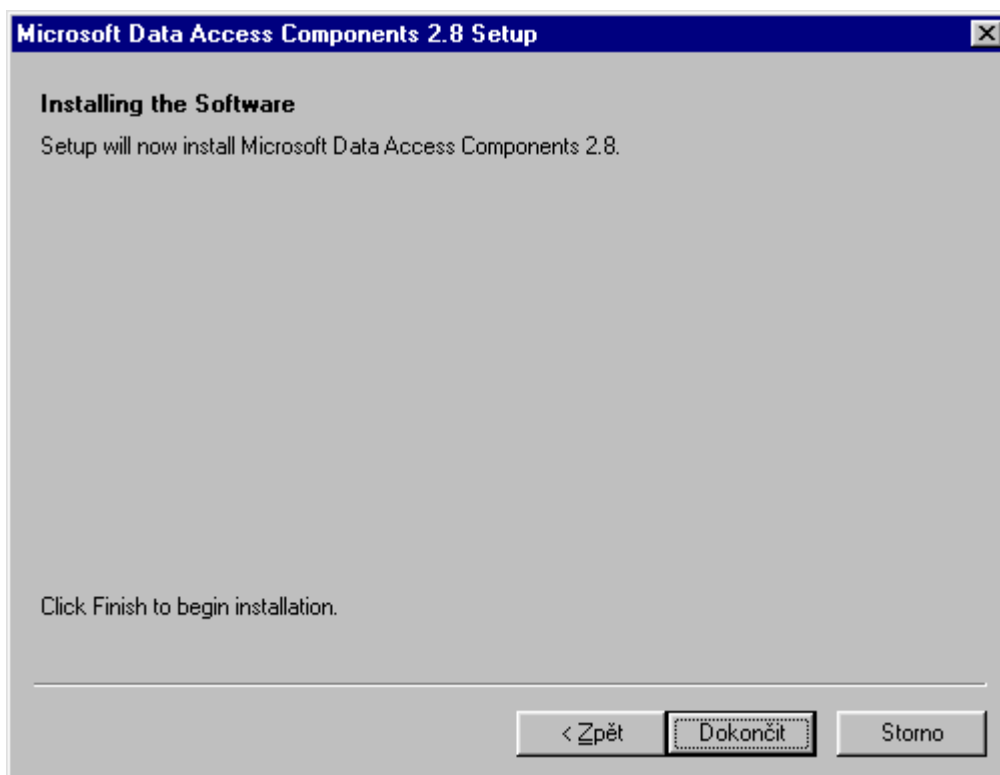 Microsoft Data Access Components 2.8 Setup
Installing the Software
Setup will now install Microsoft Data Access Components 2.8.
Click Finish to begin installation.
< Zpět Dokončit Storno